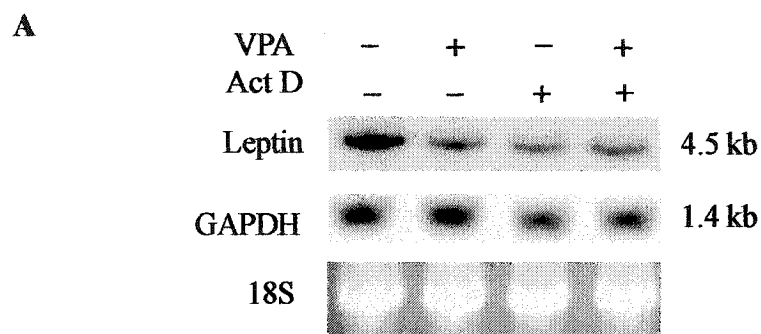 A
VPA - + - +
Act D - - + +
Leptin 4.5 kb
GAPDH 1.4 kb
18S